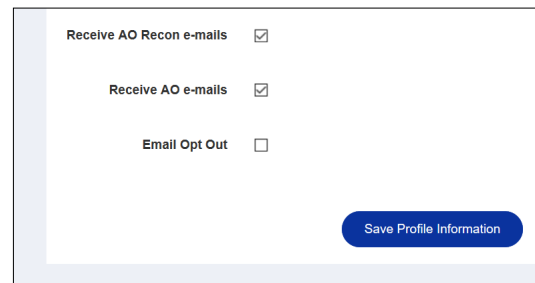 Receive AO Recon e-mails
Receive AO e-mails
Email Opt Out
Save Profile Information